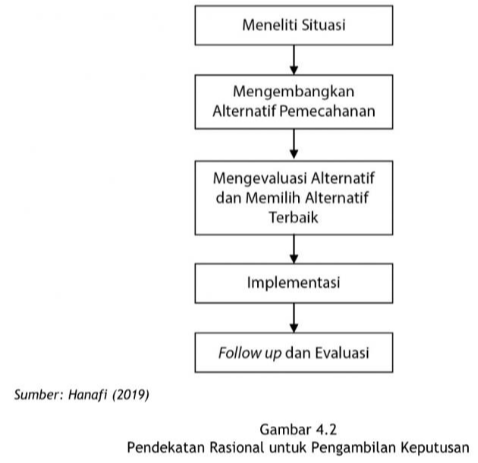 Meneliti Situasi
Mengembangkan
Alternatif Pemecahanan
Mengevaluasi Alternatif
dan Memilih Alternatif
Terbaik
Implementasi
Follow up dan Evaluasi
Sumber: Hanafi (2019)
Gambar 4.2
Pendekatan Rasional untuk Pengambilan Keputusan